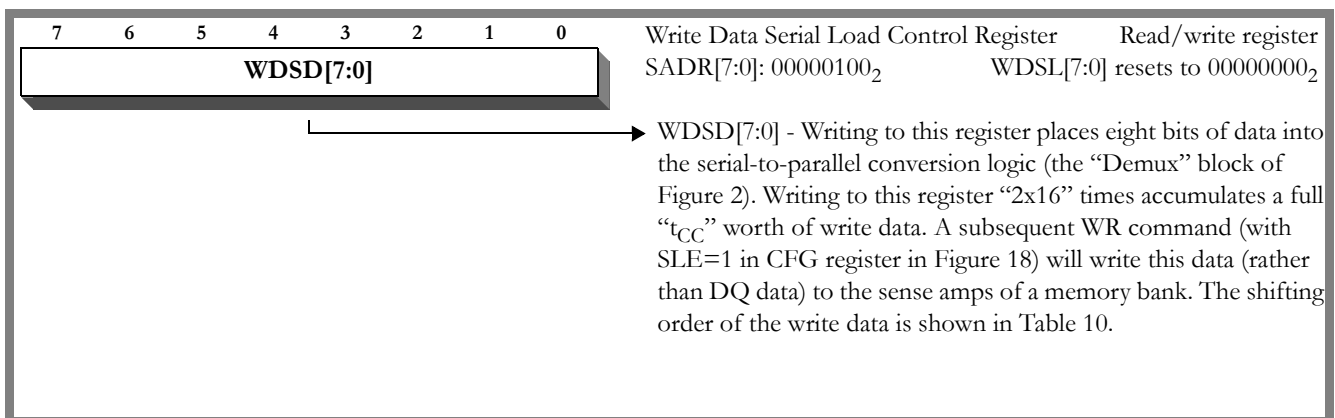 7 6 5 4 3 2 1 0
WDSD[7:0]
Write Data Serial Load Control Register Read/write register
SADR[7:0]: 00000100₂ WDSL[7:0] resets to 00000000₂
WDSD[7:0] - Writing to this register places eight bits of data into
the serial-to-parallel conversion logic (the “Demux” block of
Figure 2). Writing to this register “2x16” times accumulates a full
“tCC” worth of write data. A subsequent WR command (with
SLE=1 in CFG register in Figure 18) will write this data (rather
than DQ data) to the sense amps of a memory bank. The shifting
order of the write data is shown in Table 10.